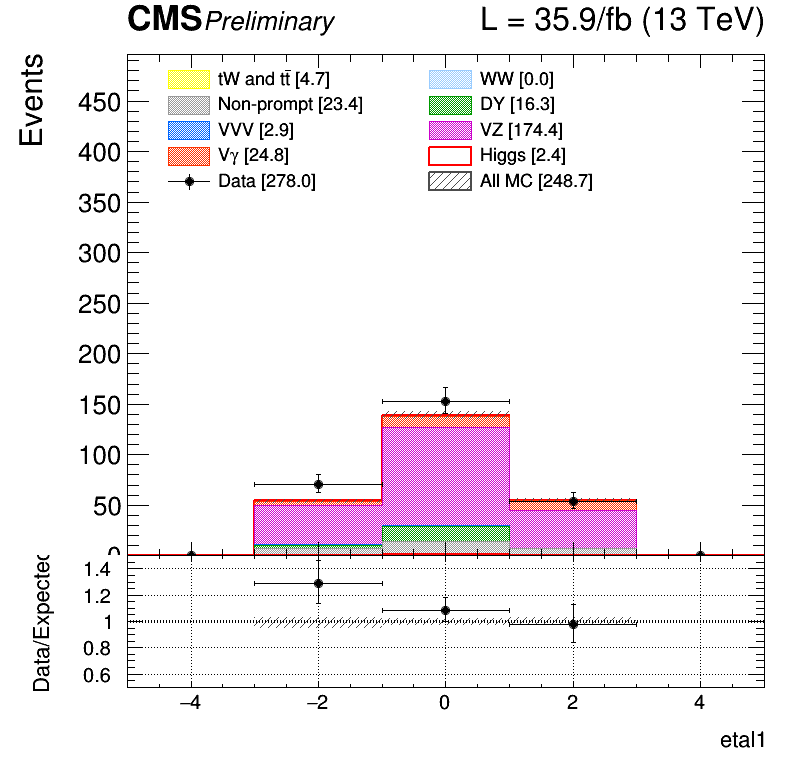 CMS Preliminary L = 35.9/fb (13 TeV)
Events
tW and tt̄ [4.7] WW [0.0]
Non-prompt [23.4] DY [16.3]
VVV [2.9] VZ [174.4]
Vγ [24.8] Higgs [2.4]
Data [278.0] All MC [248.7]
450
400
350
300
250
200
150
100
50
0
Data/Expected
1.4
1.2
1
0.8
0.6
−4 −2 0 2 4
etal1